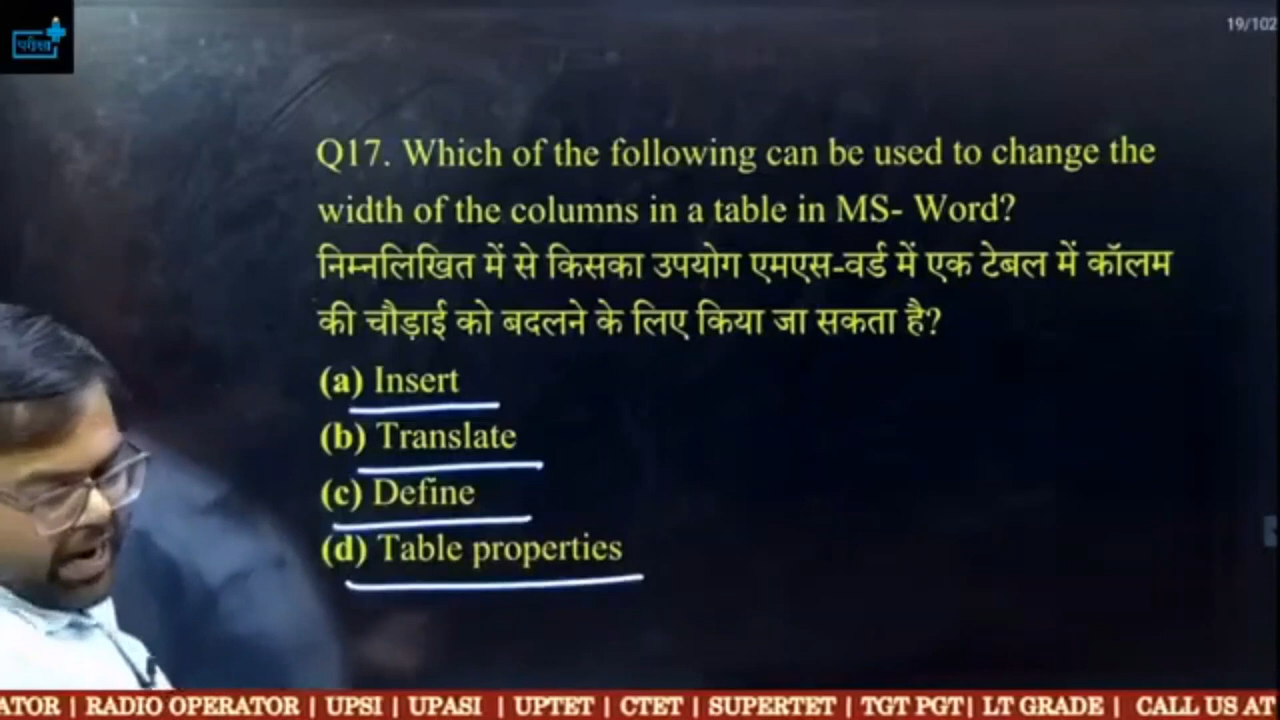 परीक्षा
19/102
Q17. Which of the following can be used to change the
width of the columns in a table in MS- Word?
निम्नलिखित में से किसका उपयोग एमएस-वर्ड में एक टेबल में कॉलम
की चौड़ाई को बदलने के लिए किया जा सकता है?
(a) Insert
(b) Translate
(c) Define
(d) Table properties
ATOR | RADIO OPERATOR | UPSI | UPASI | UPTET | CTET | SUPERTET | TGT PGT| LT GRADE | CALL US AT